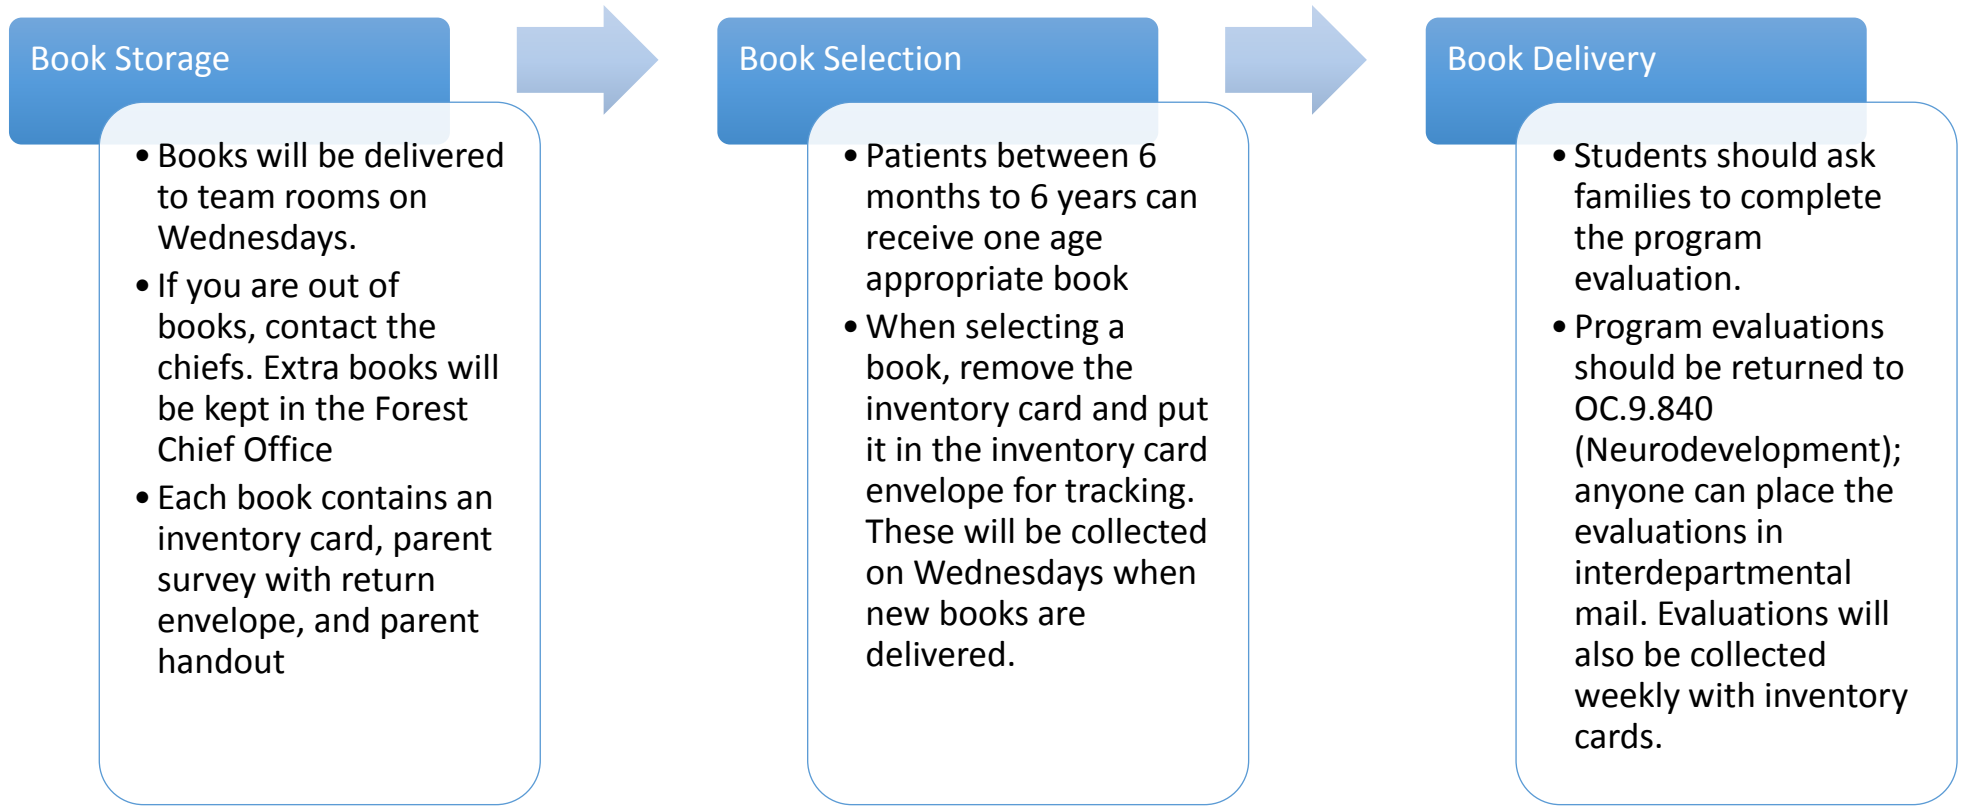 Book Storage
• Books will be delivered
to team rooms on
Wednesdays.
• If you are out of
books, contact the
chiefs. Extra books will
be kept in the Forest
Chief Office
• Each book contains an
inventory card, parent
survey with return
envelope, and parent
handout
Book Selection
• Patients between 6
months to 6 years can
receive one age
appropriate book
• When selecting a
book, remove the
inventory card and put
it in the inventory card
envelope for tracking.
These will be collected
on Wednesdays when
new books are
delivered.
Book Delivery
• Students should ask
families to complete
the program
evaluation.
• Program evaluations
should be returned to
OC.9.840
(Neurodevelopment);
anyone can place the
evaluations in
interdepartmental
mail. Evaluations will
also be collected
weekly with inventory
cards.